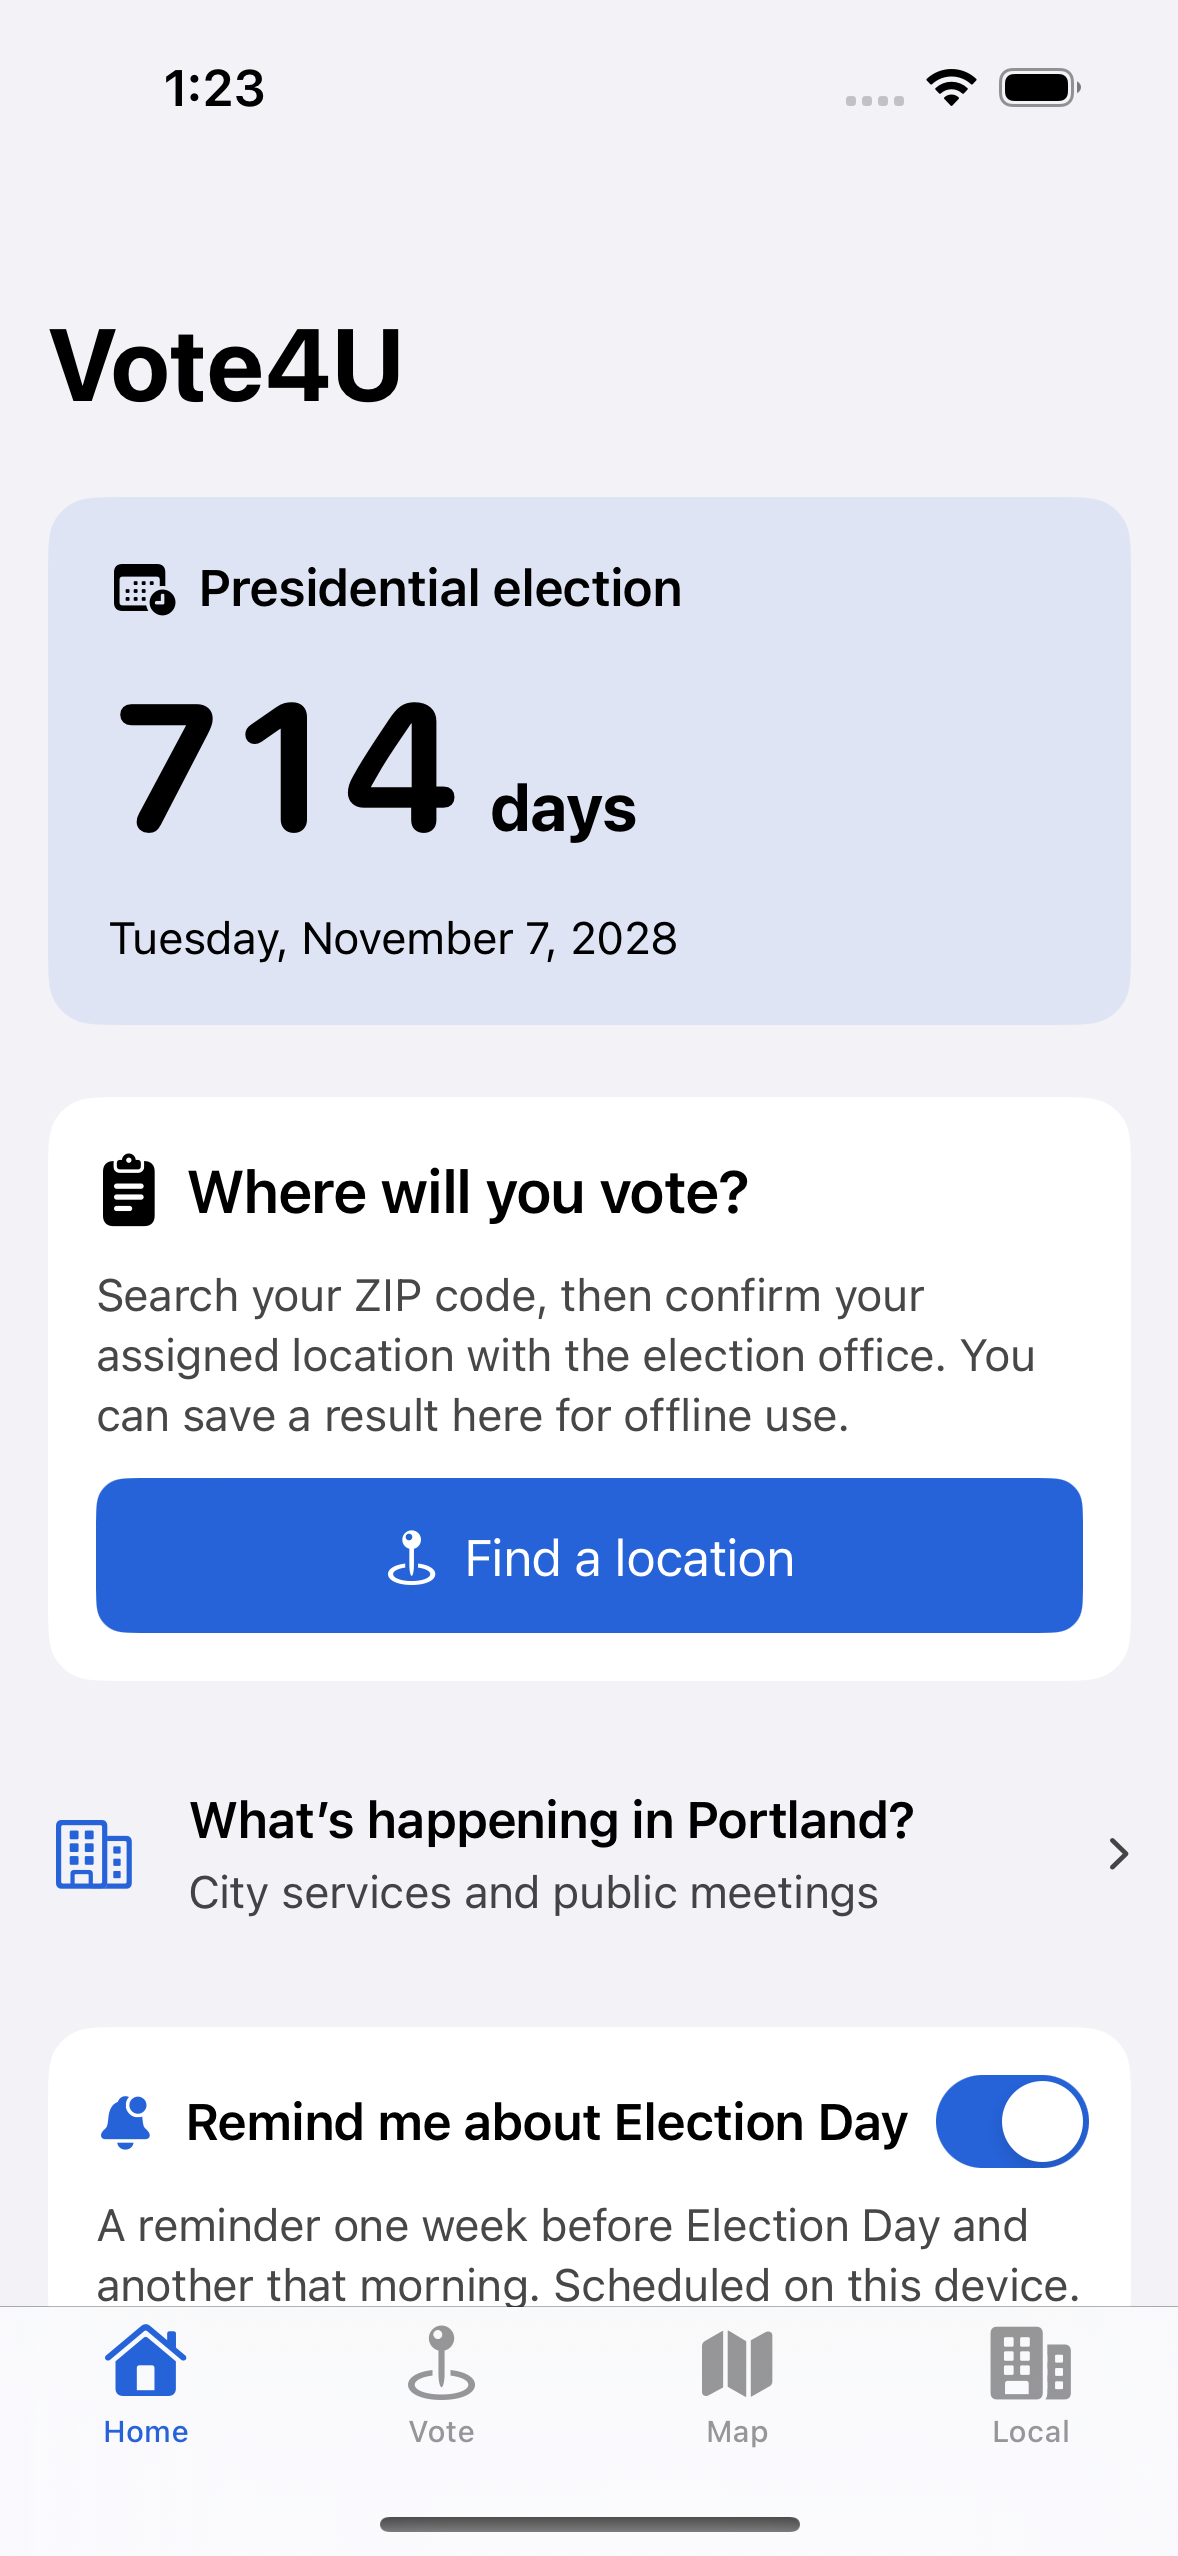 1:23
Vote4U
Presidential election
714 days
Tuesday, November 7, 2028
Where will you vote?
Search your ZIP code, then confirm your
assigned location with the election office. You
can save a result here for offline use.
Find a location
What’s happening in Portland?
City services and public meetings
Remind me about Election Day
A reminder one week before Election Day and
another that morning. Scheduled on this device.
Home
Vote
Map
Local